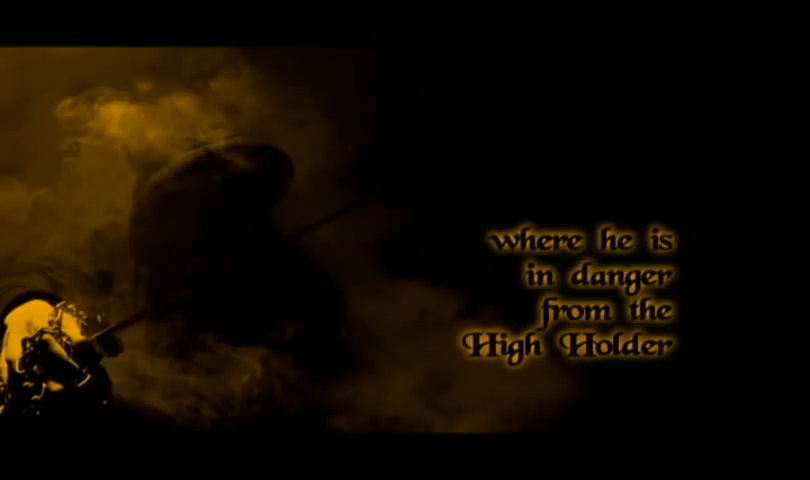 where he is
in danger
from the
High Holder